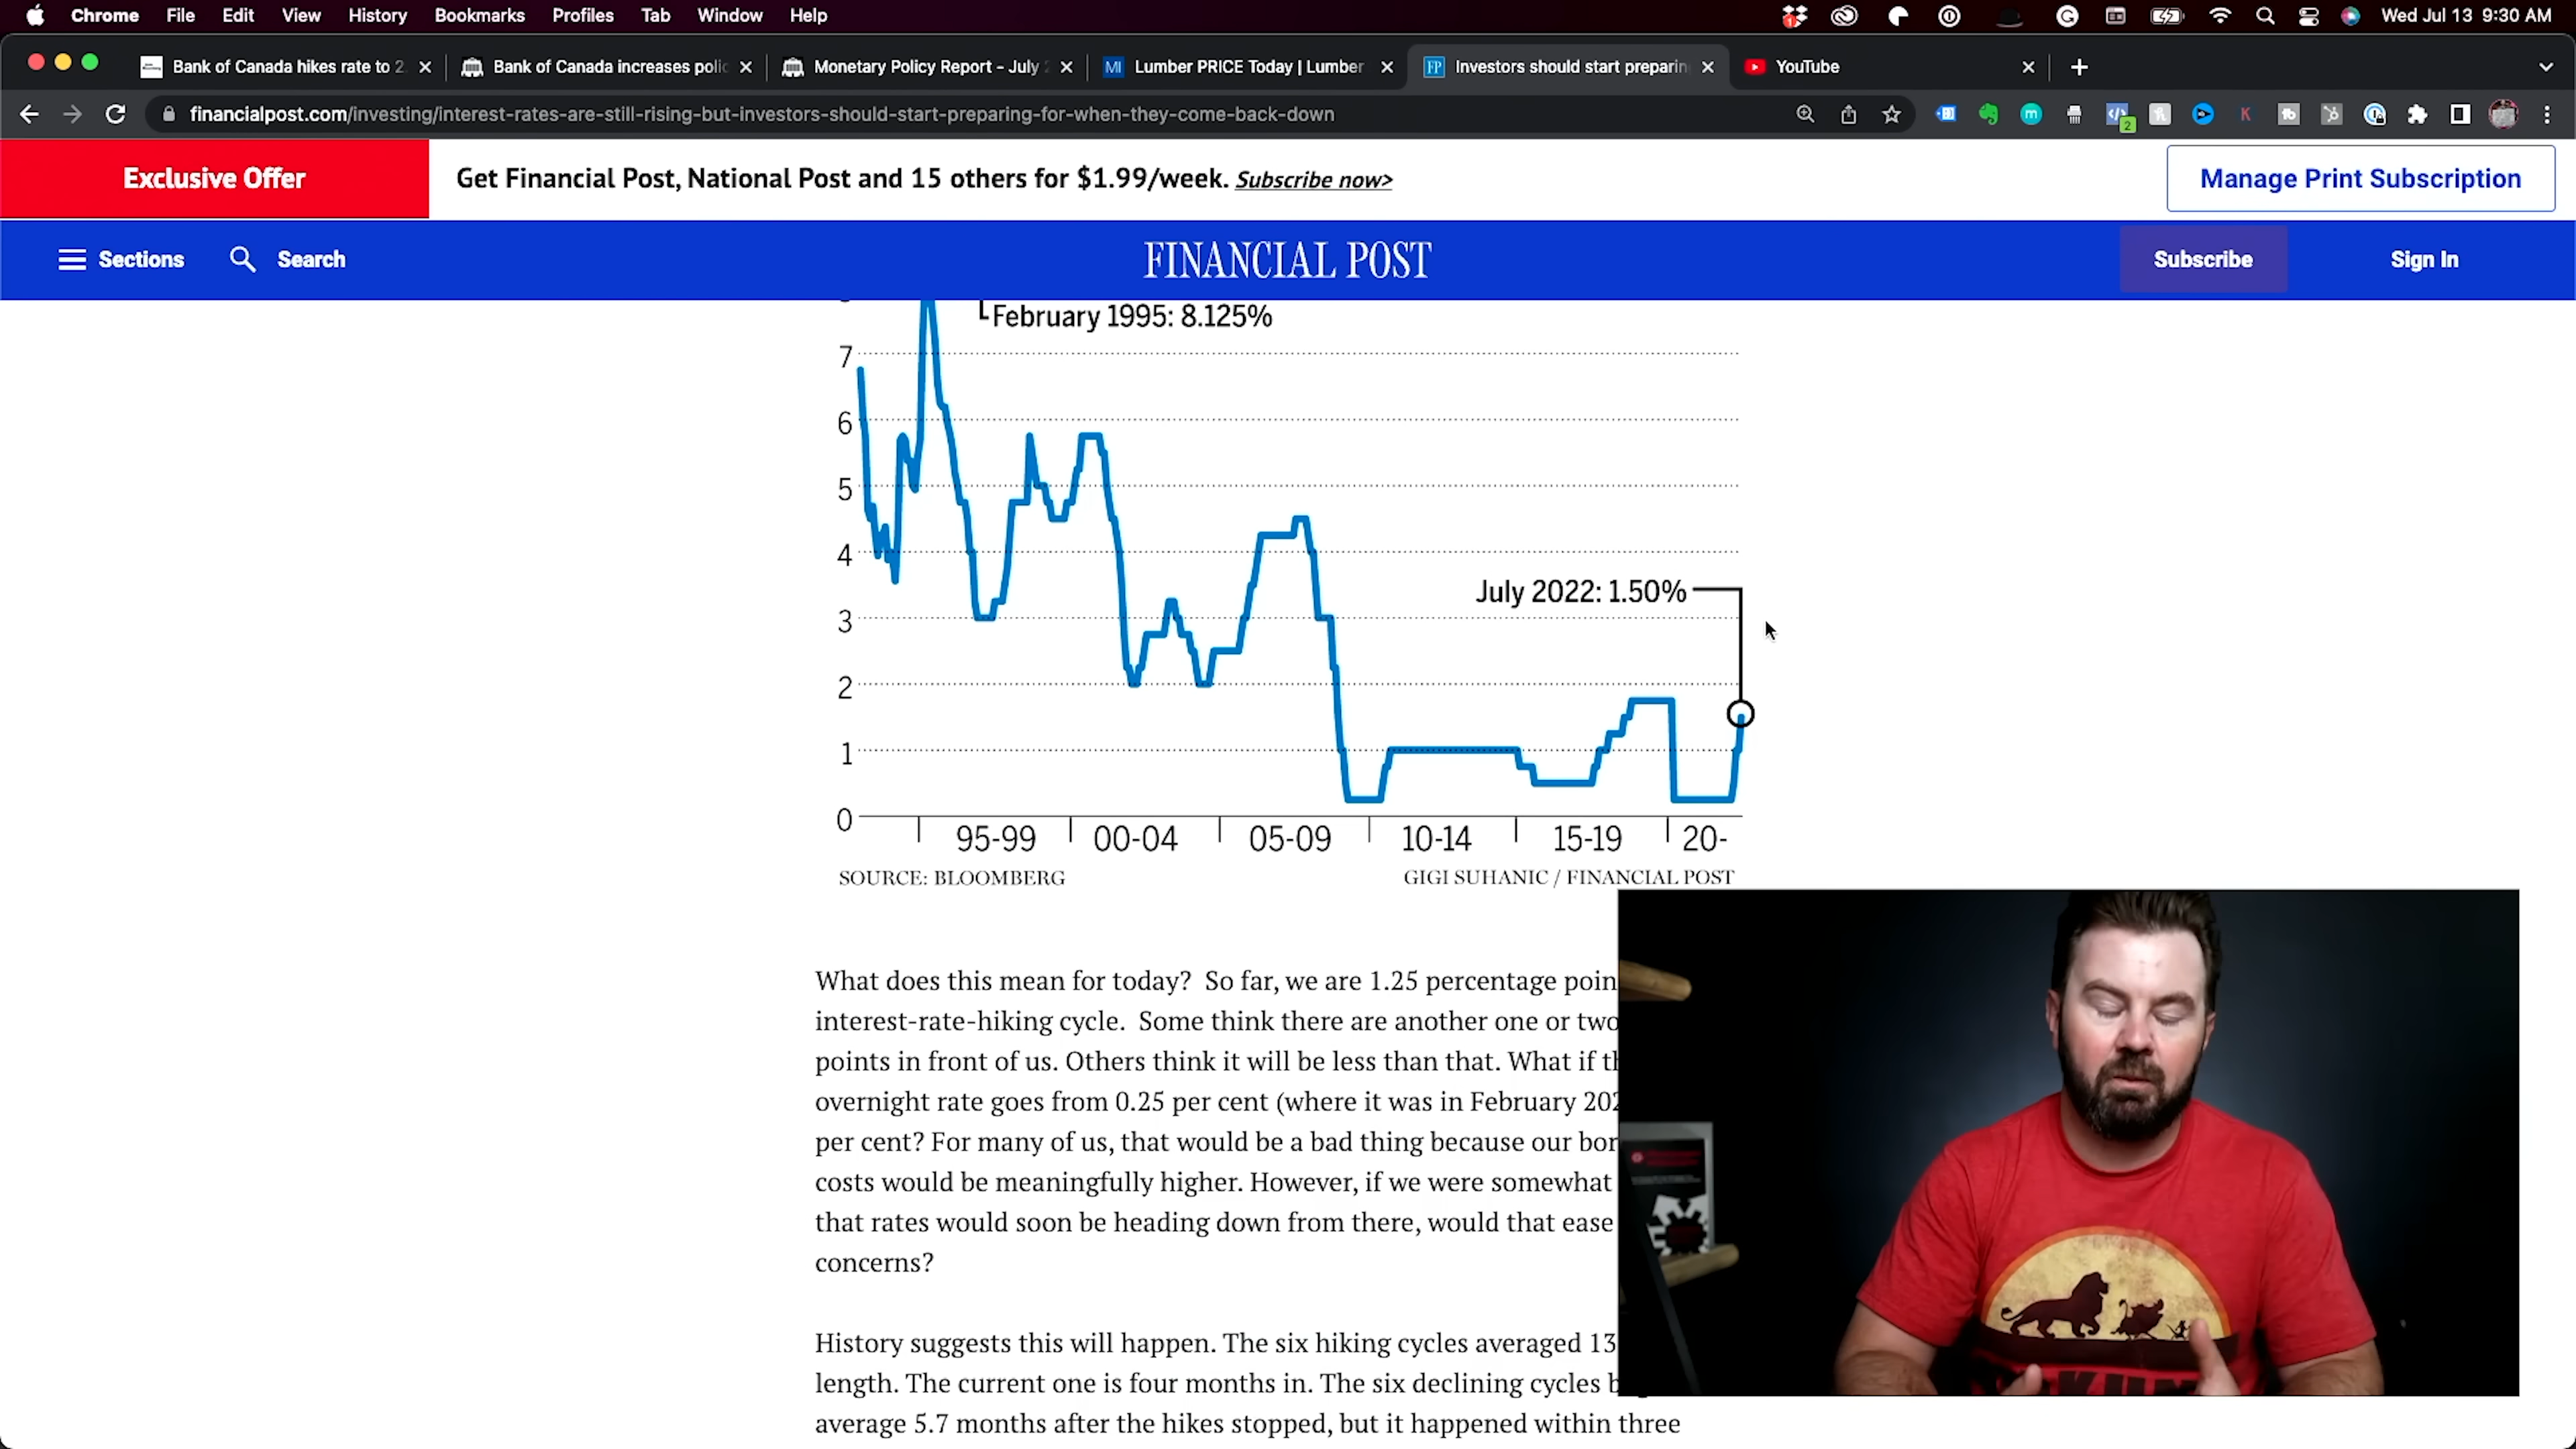 Chrome File Edit View History Bookmarks Profiles Tab Window Help Wed Jul 13 9:30 AM
Bank of Canada hikes rate to 2. Bank of Canada increases polic Monetary Policy Report - July 2 MI Lumber PRICE Today | Lumber FP Investors should start preparin YouTube
financialpost.com/investing/interest-rates-are-still-rising-but-investors-should-start-preparing-for-when-they-come-back-down
2
Exclusive Offer Get Financial Post, National Post and 15 others for $1.99/week. Subscribe now> Manage Print Subscription
Sections Search FINANCIAL POST Subscribe Sign In
February 1995: 8.125%
7
6
5
4
July 2022: 1.50%
3
2
1
0
95-99 00-04 05-09 10-14 15-19 20-
SOURCE: BLOOMBERG GIGI SUHANIC / FINANCIAL POST
What does this mean for today? So far, we are 1.25 percentage poin
interest-rate-hiking cycle. Some think there are another one or two
points in front of us. Others think it will be less than that. What if th
overnight rate goes from 0.25 per cent (where it was in February 202
per cent? For many of us, that would be a bad thing because our bor
costs would be meaningfully higher. However, if we were somewhat
that rates would soon be heading down from there, would that ease
concerns?
History suggests this will happen. The six hiking cycles averaged 13
length. The current one is four months in. The six declining cycles b
average 5.7 months after the hikes stopped, but it happened within three